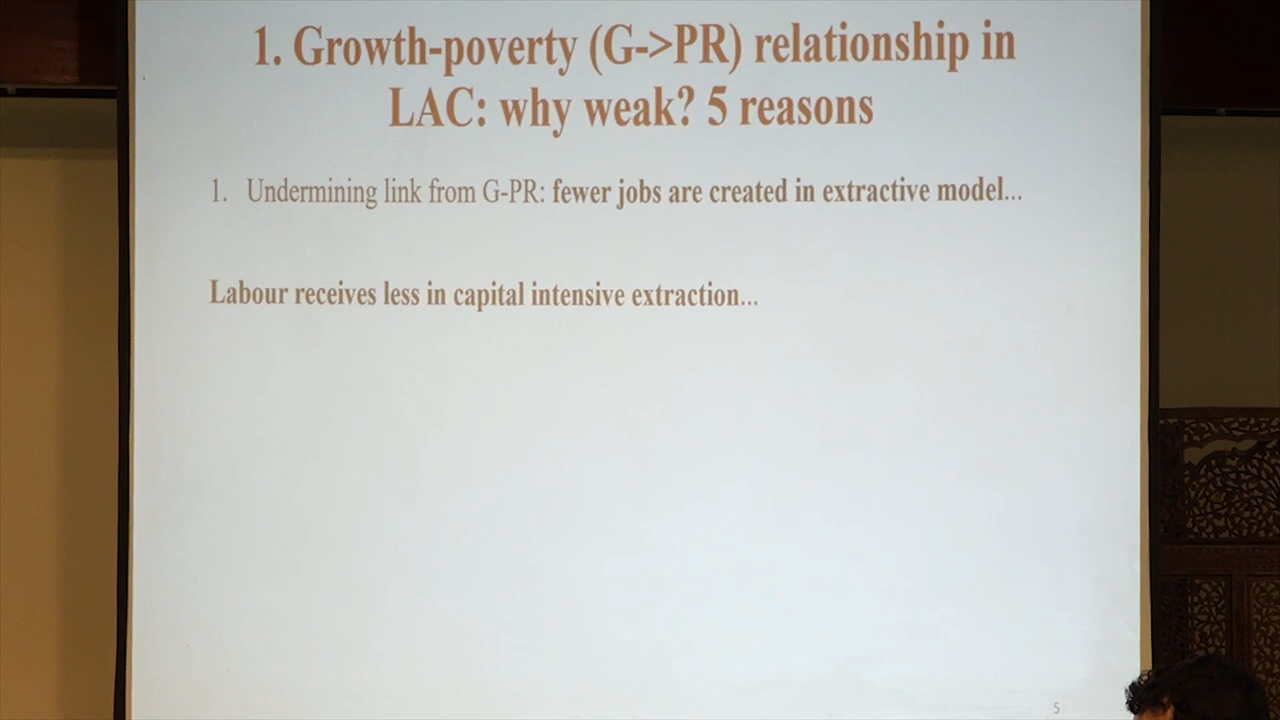 1. Growth-poverty (G->PR) relationship in
LAC: why weak? 5 reasons
1. Undermining link from G-PR: fewer jobs are created in extractive model...
Labour receives less in capital intensive extraction...
5